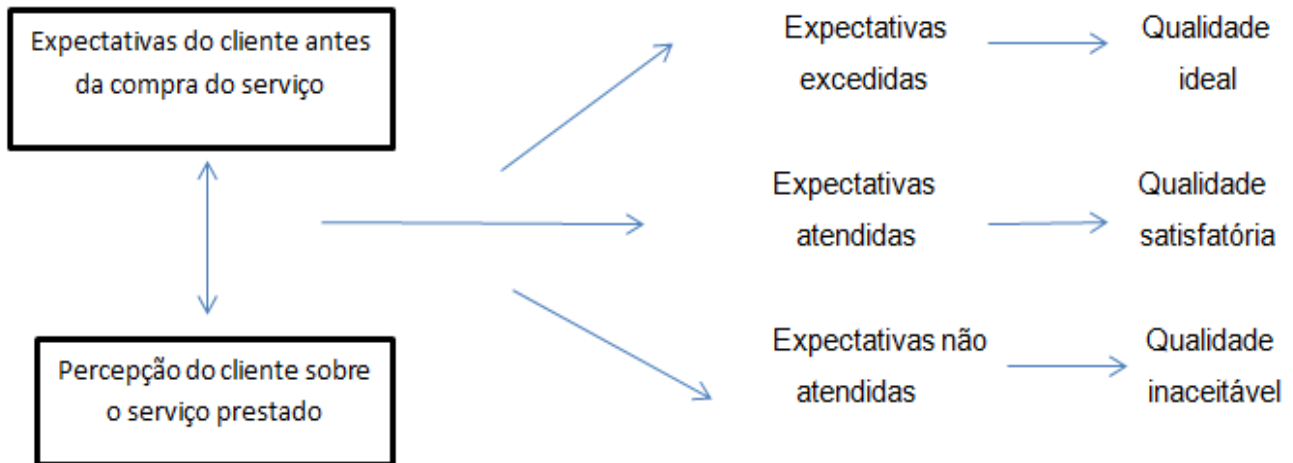 Expectativas do cliente antes
da compra do serviço
Percepção do cliente sobre
o serviço prestado
Expectativas
excedidas
Qualidade
ideal
Expectativas
atendidas
Qualidade
satisfatória
Expectativas não
atendidas
Qualidade
inaceitável